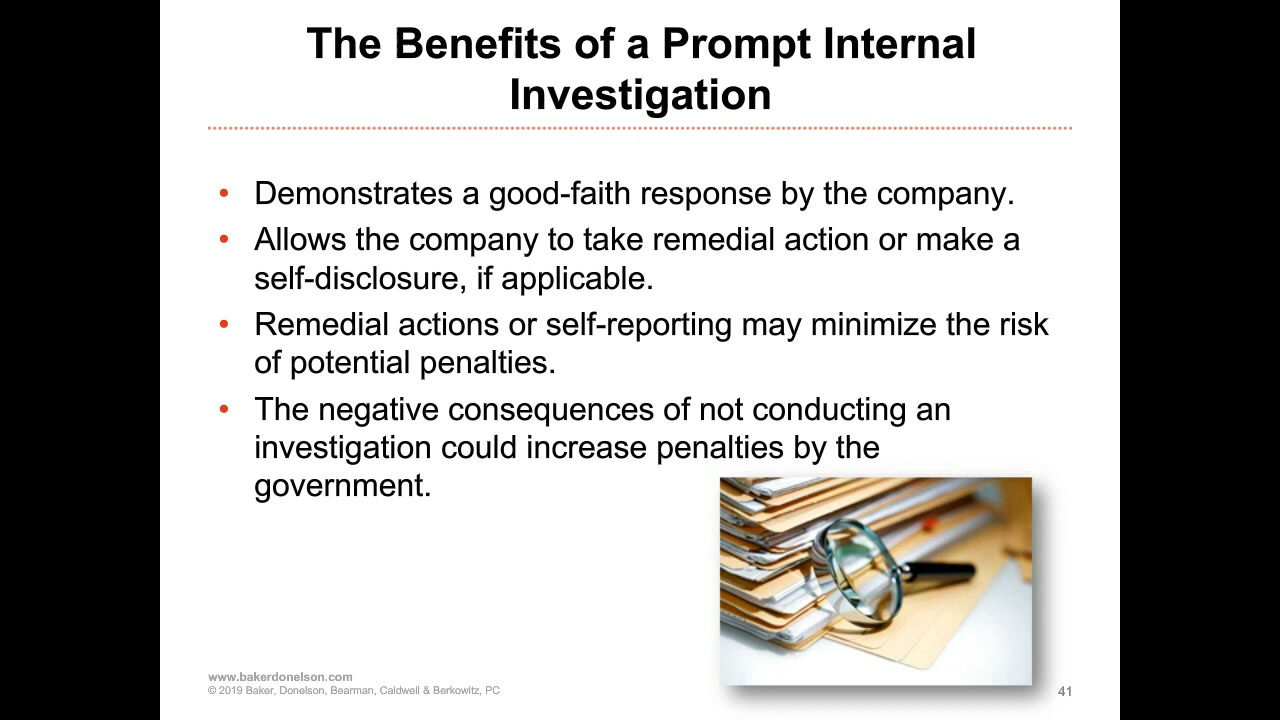 The Benefits of a Prompt Internal
Investigation
• Demonstrates a good-faith response by the company.
• Allows the company to take remedial action or make a
self-disclosure, if applicable.
• Remedial actions or self-reporting may minimize the risk
of potential penalties.
• The negative consequences of not conducting an
investigation could increase penalties by the
government.
www.bakerdonelson.com
© 2019 Baker, Donelson, Bearman, Caldwell & Berkowitz, PC
41